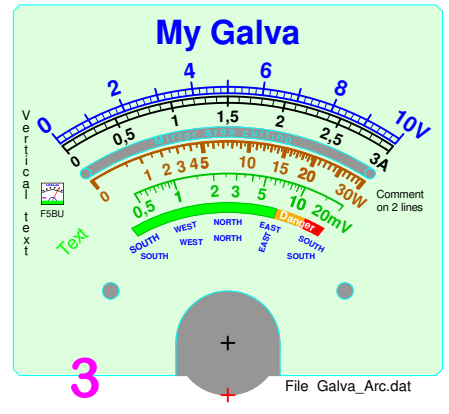 My Galva
0 2 4 6 8 10V
0 0,5 1 1,5 2 2,5 3A
Mirror area cutting
0 1 2 3 4 5 10 15 20 30W
0,5 1 2 3 5 10 20mV
Danger
Vertical text
F5BU
Text
Comment
on 2 lines
SOUTH WEST NORTH EAST SOUTH
SOUTH WEST NORTH EAST SOUTH
3
File Galva_Arc.dat